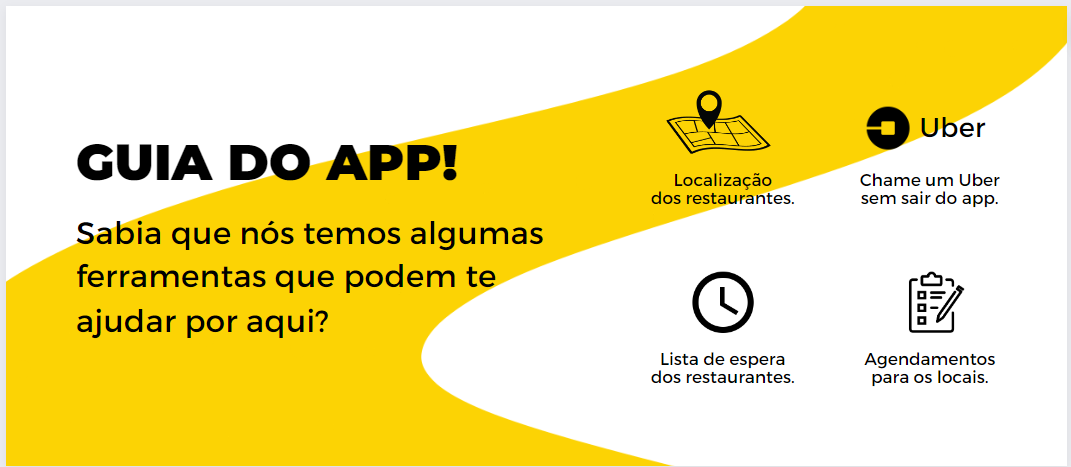 GUIA DO APP!
Sabia que nós temos algumas
ferramentas que podem te
ajudar por aqui?
Localização
dos restaurantes.
Uber
Chame um Uber
sem sair do app.
Lista de espera
dos restaurantes.
Agendamentos
para os locais.